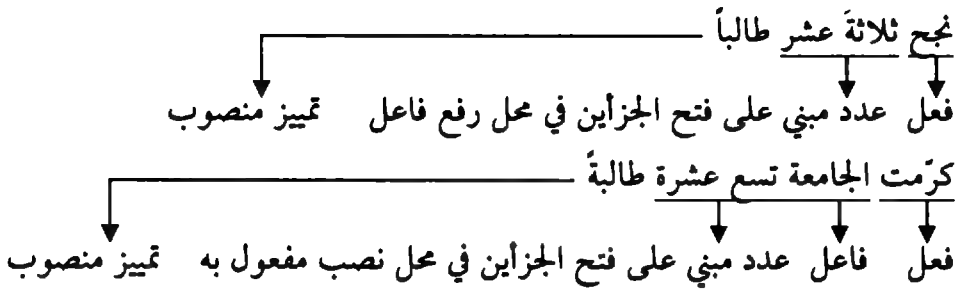 نجح ثلاثةَ عشر طالباً
فعل عدد مبني على فتح الجزأين في محل رفع فاعل تمييز منصوب
كرّمت الجامعة تسع عشرة طالبةً
فعل فاعل عدد مبني على فتح الجزأين في محل نصب مفعول به تمييز منصوب